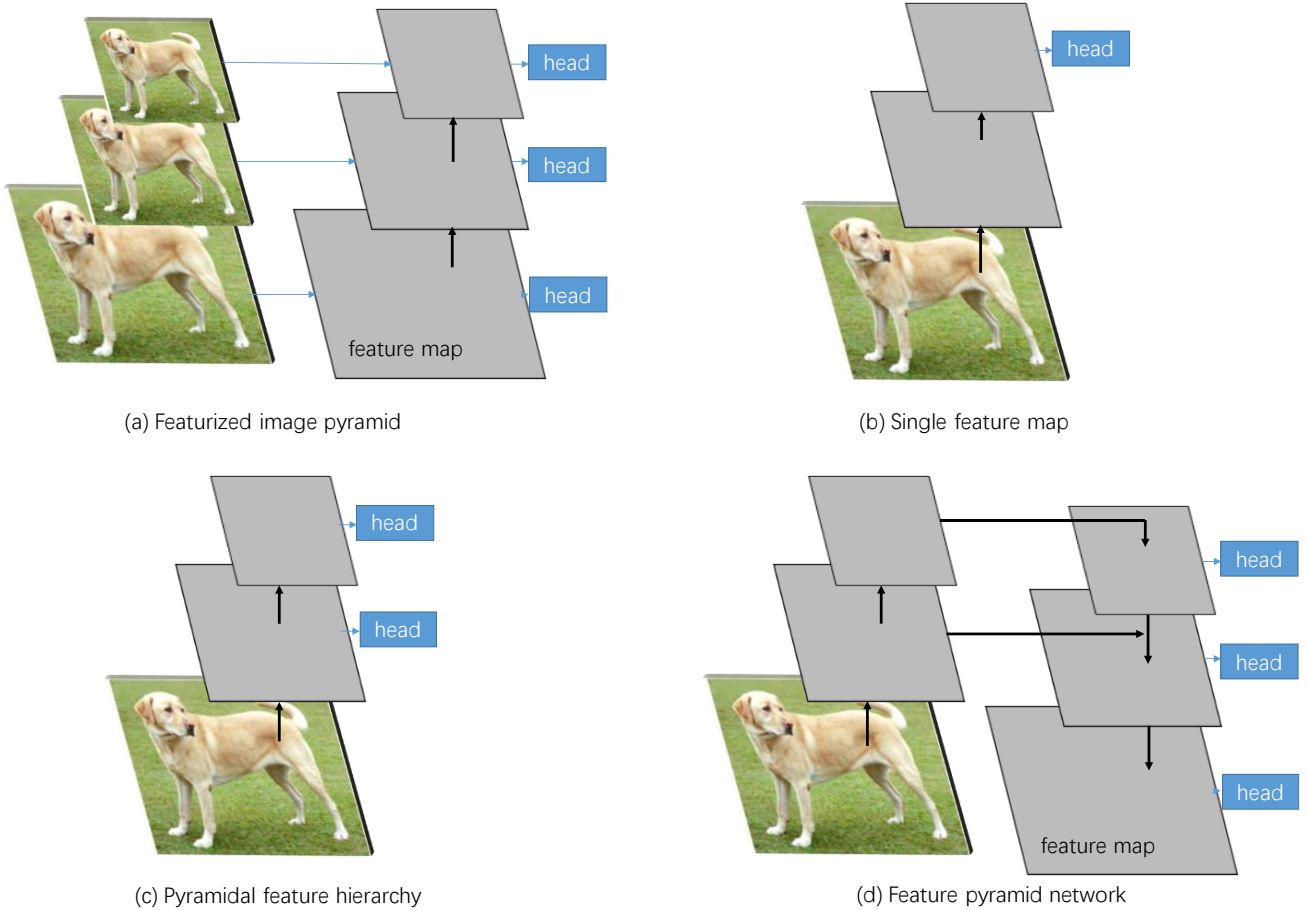 head
head
head
feature map
(a) Featurized image pyramid
head
(b) Single feature map
head
head
(c) Pyramidal feature hierarchy
head
head
head
feature map
(d) Feature pyramid network